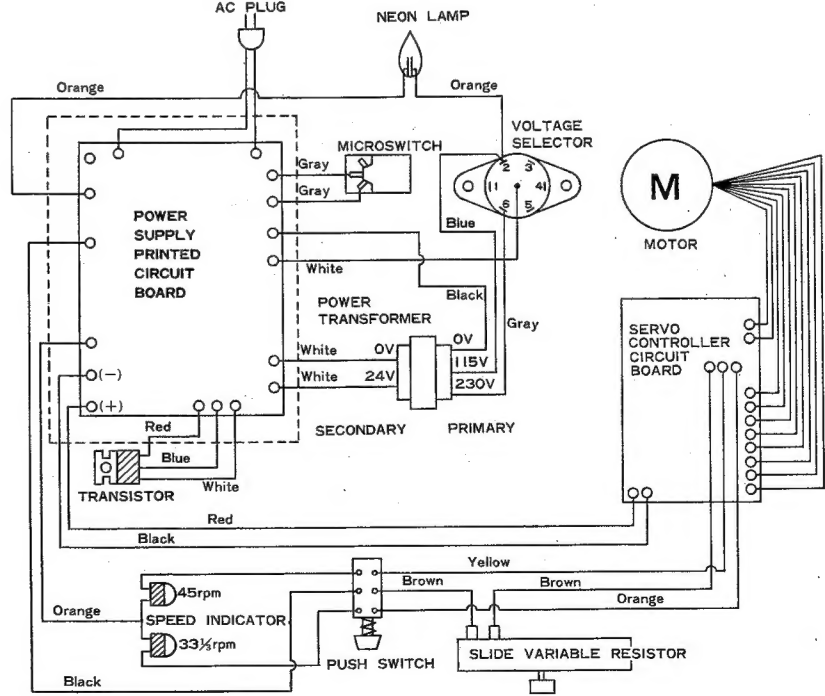 AC PLUG
NEON LAMP
Orange
Orange
VOLTAGE
SELECTOR
MICROSWITCH
Gray
Gray
2 3
11 41
6 5
M
MOTOR
POWER
SUPPLY
PRINTED
CIRCUIT
BOARD
Blue
White
Black
POWER
TRANSFORMER
Gray
SERVO
CONTROLLER
CIRCUIT
BOARD
White
0V
0V
115V
White
24V
230V
(-)
(+)
SECONDARY
PRIMARY
Red
Blue
White
TRANSISTOR
Red
Black
Yellow
Brown
Brown
Orange
45rpm
Orange
SPEED INDICATOR
33⅓rpm
PUSH SWITCH
SLIDE VARIABLE RESISTOR
Black